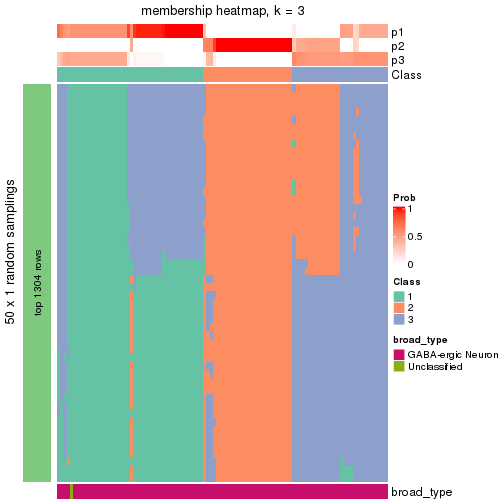 membership heatmap, k = 3
p1
p2
p3
Class
50 x 1 random samplings
top 1304 rows
Prob
1
0.5
0
Class
1
2
3
broad_type
GABA-ergic Neuron
Unclassified
broad_type